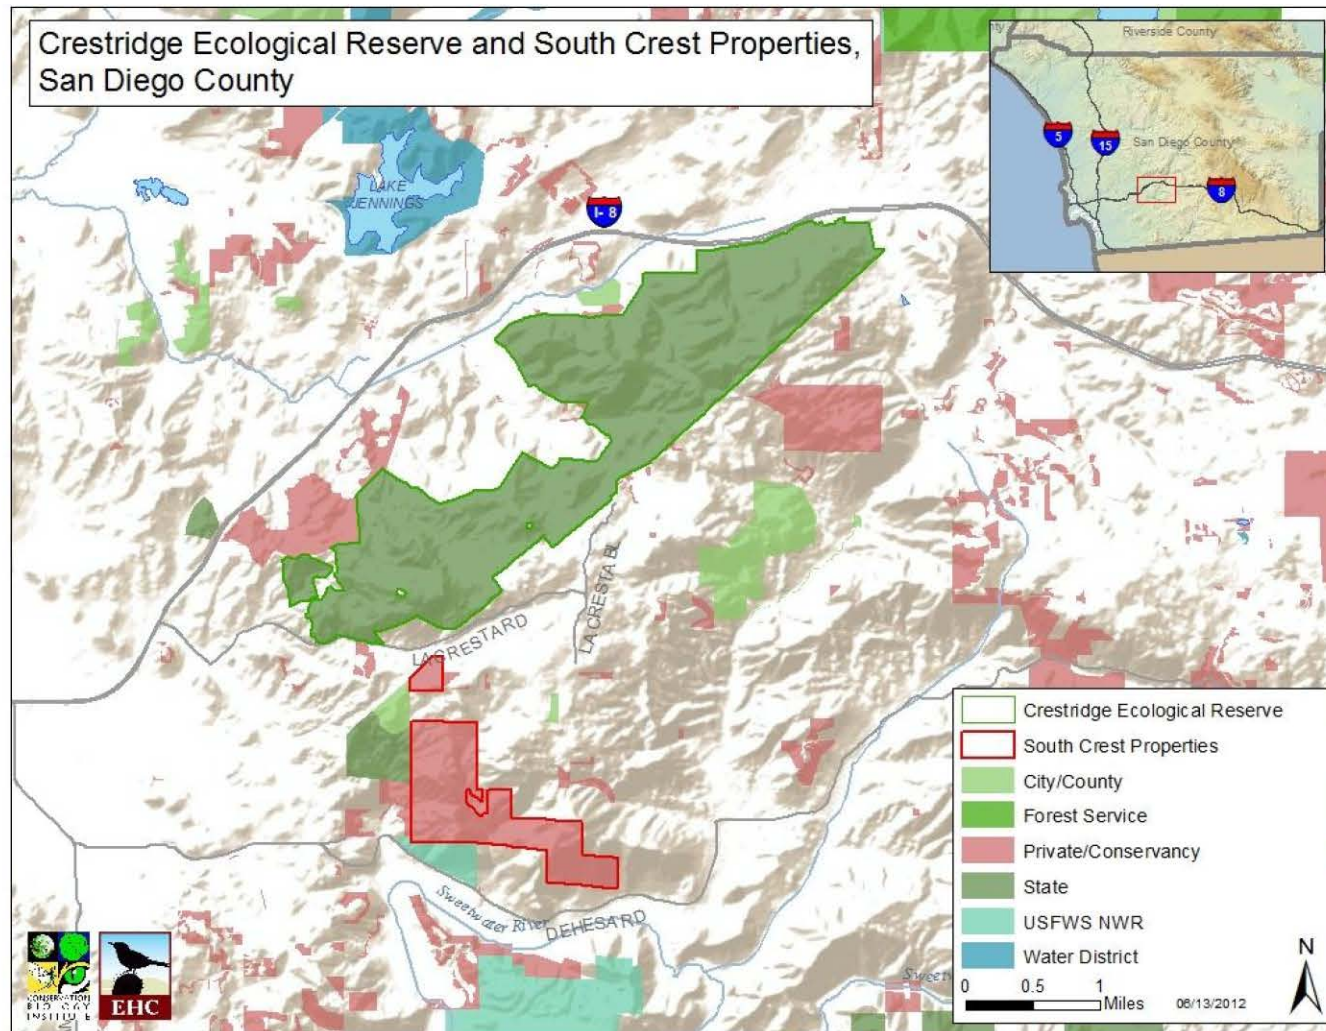 Crestridge Ecological Reserve and South Crest Properties,
San Diego County
Riverside County
5
15
San Diego County
8
LAKE
JENNINGS
I- 8
LA CRESTA BL
LA CRESTA RD
Sweetwater River
DEHESA RD
Crestridge Ecological Reserve
South Crest Properties
City/County
Forest Service
Private/Conservancy
State
USFWS NWR
Water District
0 0.5 1
Miles
06/13/2012
N
CONSERVATION
BIOLOGY
INSTITUTE
EHC